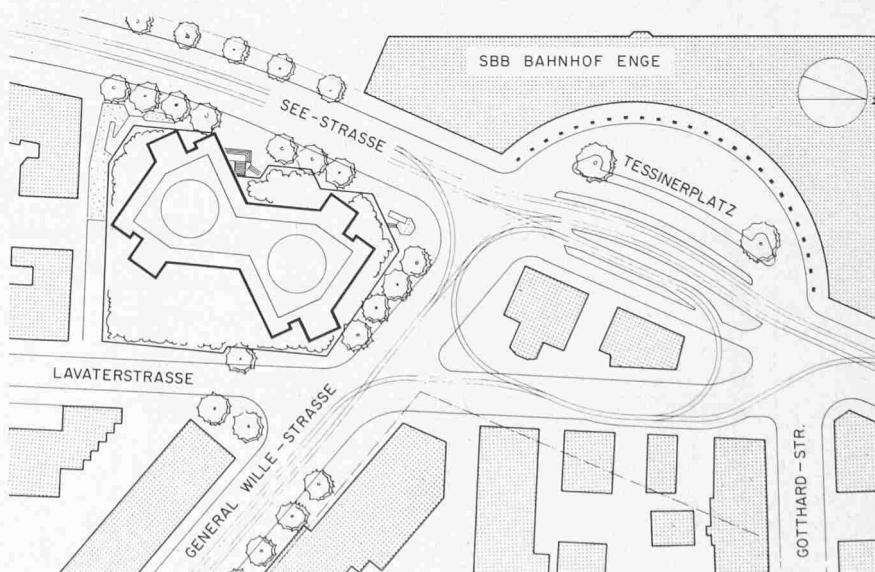 SBB BAHNHOF ENGE
SEE-STRASSE
TESSINERPLATZ
LAVATERSTRASSE
GENERAL WILLE-STRASSE
GOTTHARD-STR.